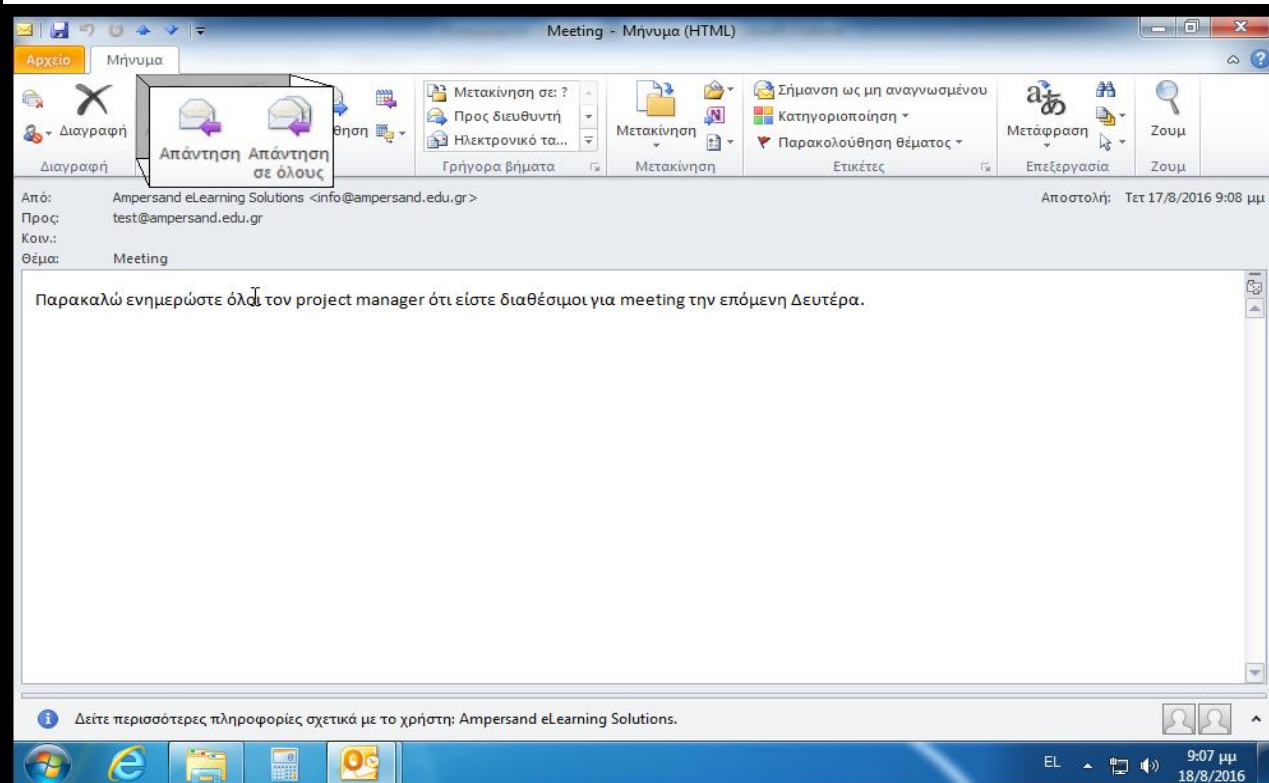 Meeting - Μήνυμα (HTML)
Αρχείο Μήνυμα
Διαγραφή
Απάντηση Απάντηση σε όλους
Μετακίνηση σε: ?
Προς διευθυντή
Ηλεκτρονικό τα...
Μετακίνηση
Σήμανση ως μη αναγνωσμένου
Κατηγοριοποίηση
Παρακολούθηση θέματος
Μετάφραση
Ζουμ
Διαγραφή Γρήγορα βήματα Μετακίνηση Ετικέτες Επεξεργασία Ζουμ
Από: Ampersand eLearning Solutions <info@ampersand.edu.gr> Αποστολή: Τετ 17/8/2016 9:08 μμ
Προς: test@ampersand.edu.gr
Κοιν.:
Θέμα: Meeting
Παρακαλώ ενημερώστε όλοι τον project manager ότι είστε διαθέσιμοι για meeting την επόμενη Δευτέρα.
Δείτε περισσότερες πληροφορίες σχετικά με το χρήστη: Ampersand eLearning Solutions.
EL 9:07 μμ
18/8/2016